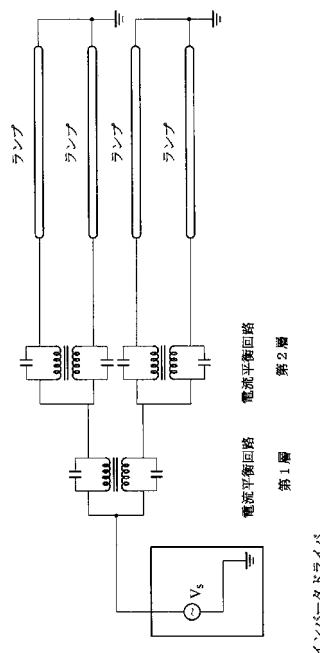 ランプ
ランプ
ランプ
ランプ
電流平衡回路
第1層
電流平衡回路
第2層
Vs
インバータドライバ